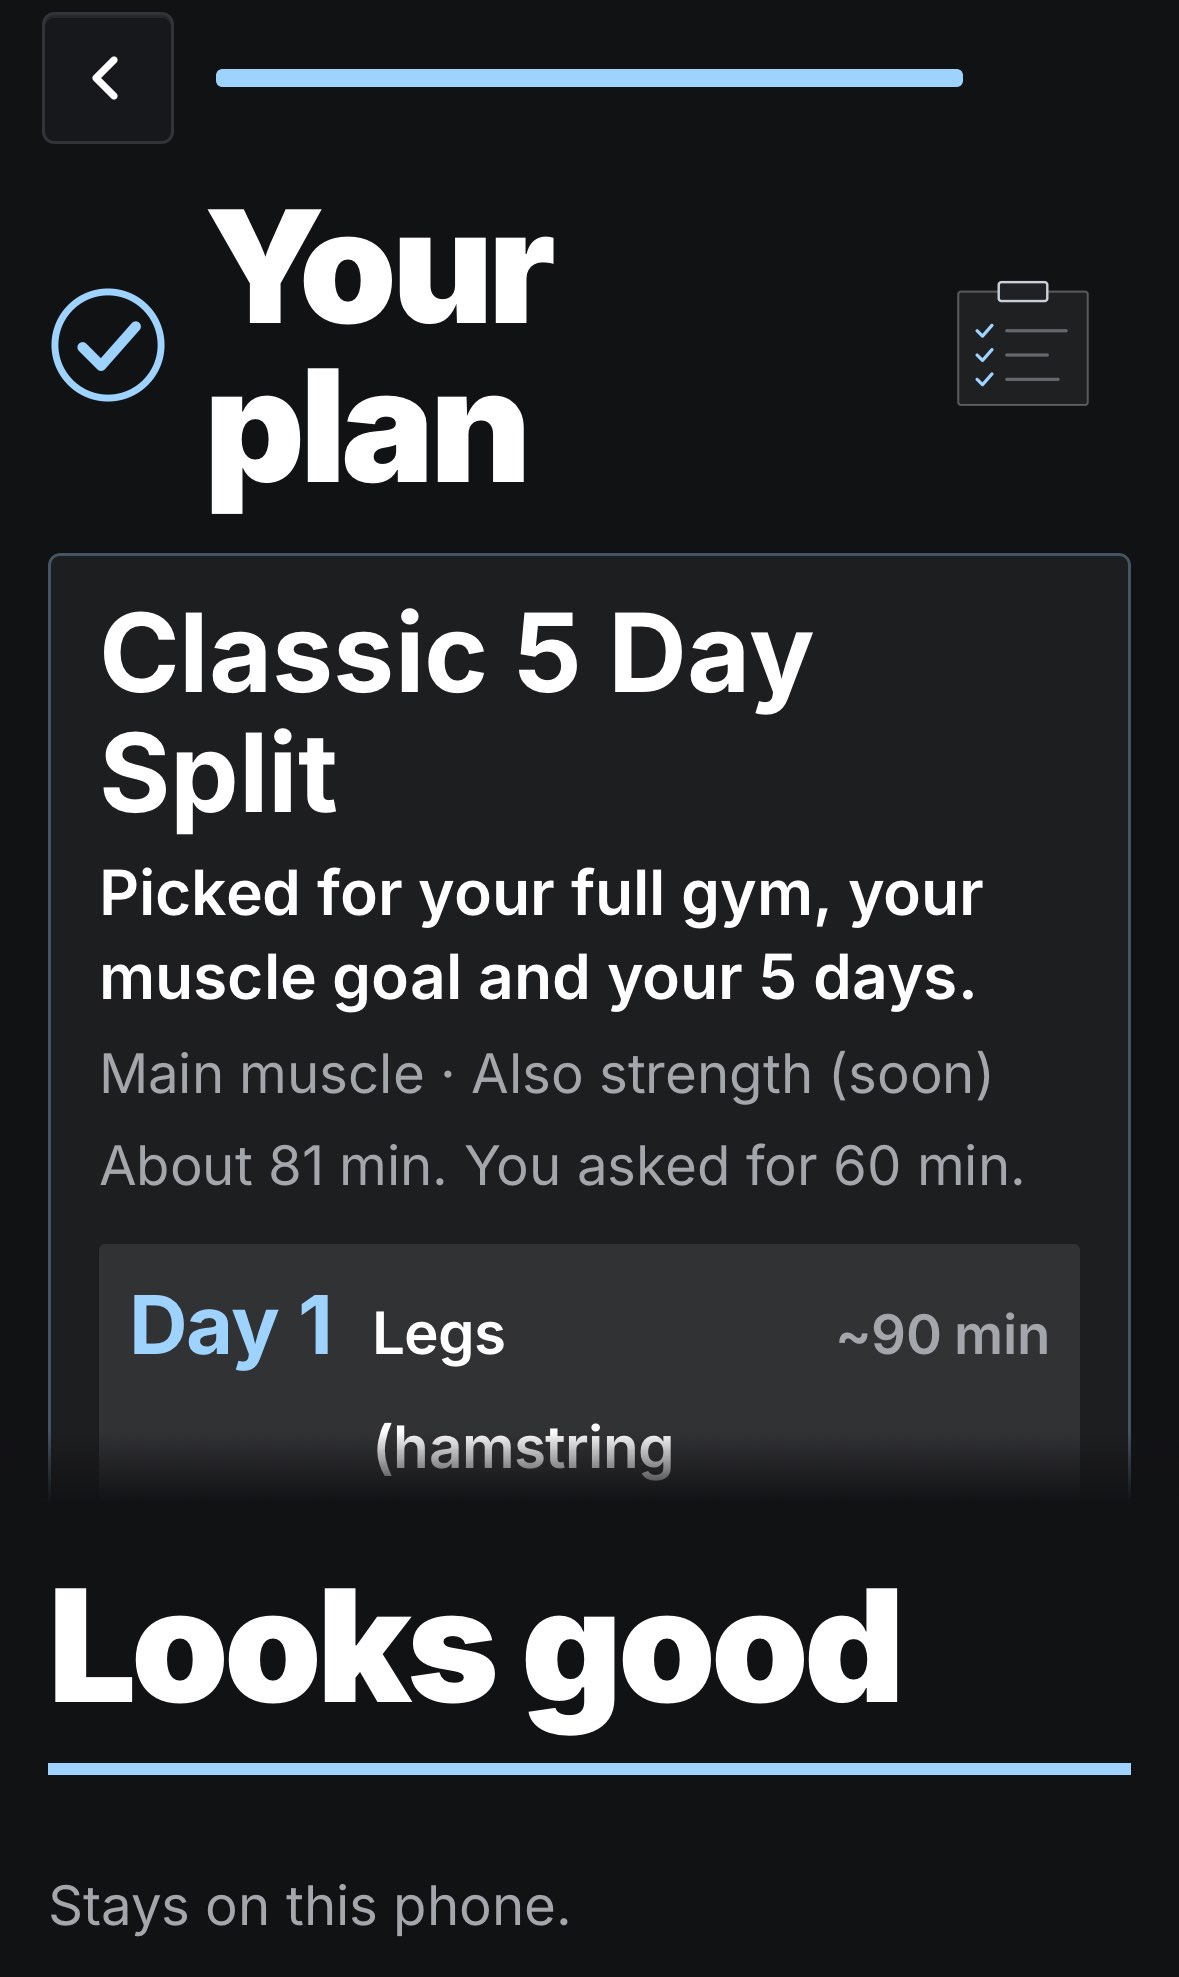 Your
plan
Classic 5 Day
Split
Picked for your full gym, your
muscle goal and your 5 days.
Main muscle · Also strength (soon)
About 81 min. You asked for 60 min.
Day 1 Legs ~90 min
(hamstring
Looks good
Stays on this phone.